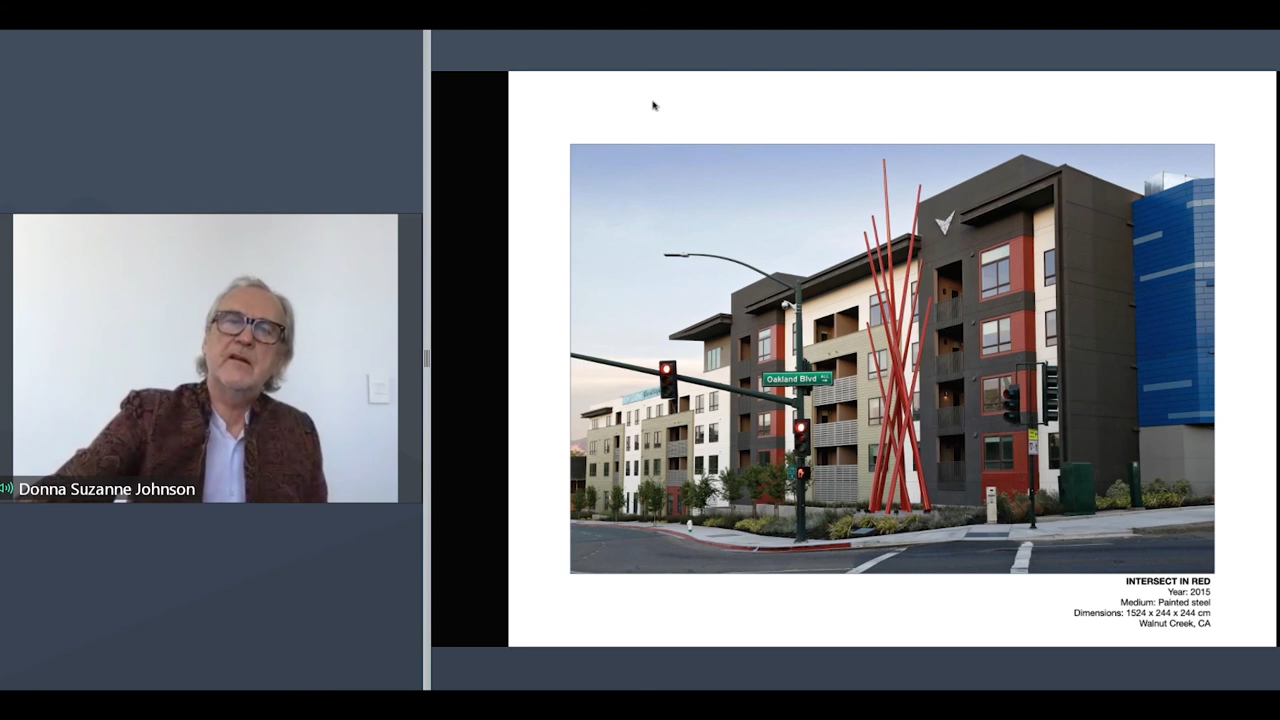 Donna Suzanne Johnson
Oakland Blvd
INTERSECT IN RED
Year: 2015
Medium: Painted steel
Dimensions: 1524 x 244 x 244 cm
Walnut Creek, CA